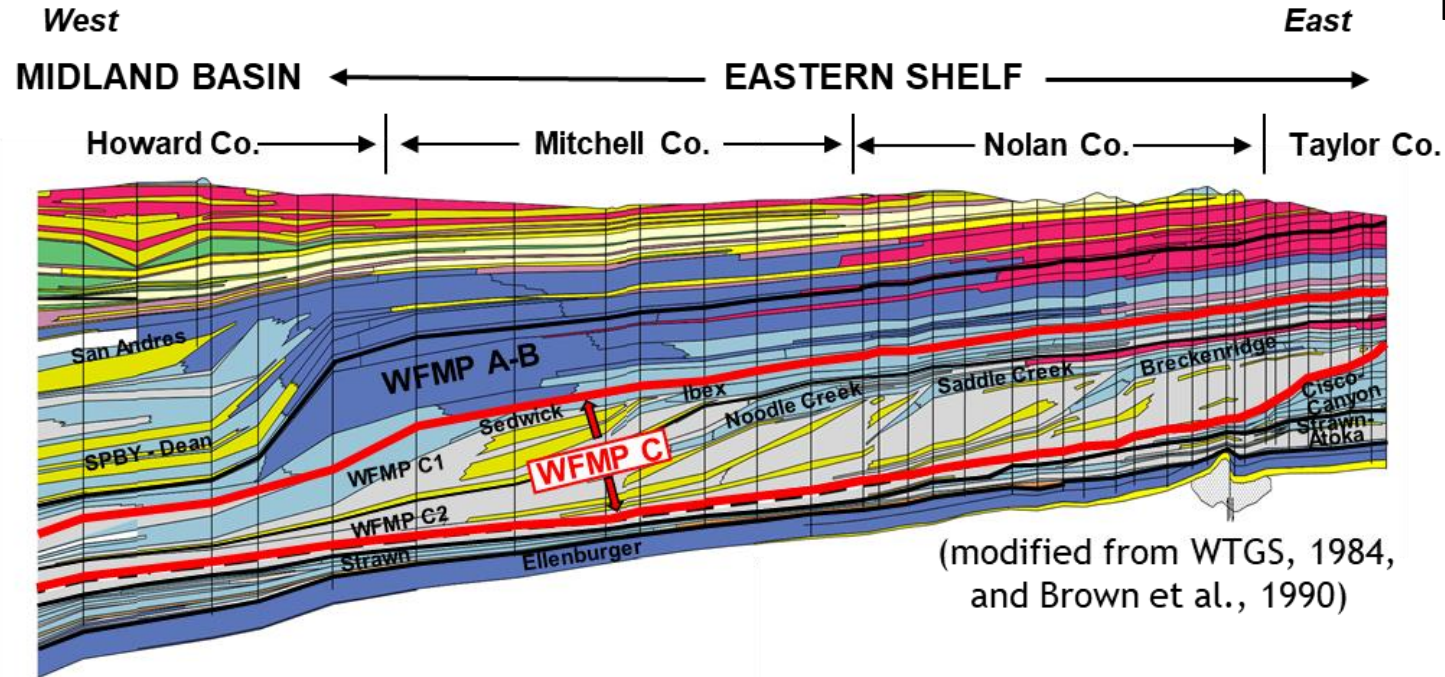 West East
MIDLAND BASIN EASTERN SHELF
Howard Co. Mitchell Co. Nolan Co. Taylor Co.
San Andres
WFMP A-B
SPBY - Dean
Sedwick
Ibex
Noodle Creek
Saddle Creek
Breckenridge
Cisco-
Canyon
Strawn-
Atoka
WFMP C1
WFMP C
WFMP C2
Strawn
Ellenburger
(modified from WTGS, 1984,
and Brown et al., 1990)